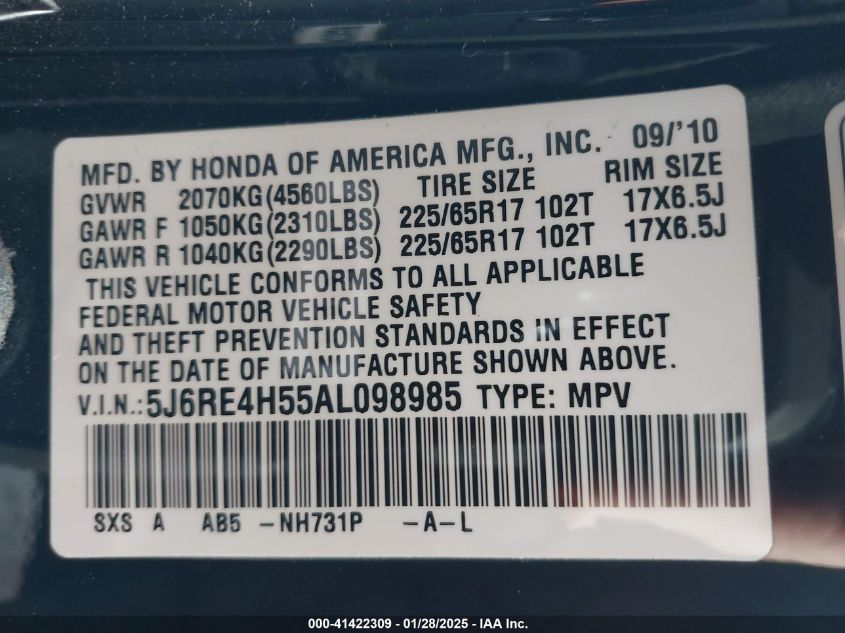 MFD. BY HONDA OF AMERICA MFG., INC. 09/'10
GVWR 2070KG(4560LBS) TIRE SIZE RIM SIZE
GAWR F 1050KG(2310LBS) 225/65R17 102T 17X6.5J
GAWR R 1040KG(2290LBS) 225/65R17 102T 17X6.5J
THIS VEHICLE CONFORMS TO ALL APPLICABLE
FEDERAL MOTOR VEHICLE SAFETY
AND THEFT PREVENTION STANDARDS IN EFFECT
ON THE DATE OF MANUFACTURE SHOWN ABOVE.
V.I.N.:5J6RE4H55AL098985 TYPE: MPV
SXS A AB5 -NH731P -A-L
000-41422309 - 01/28/2025 - IAA Inc.